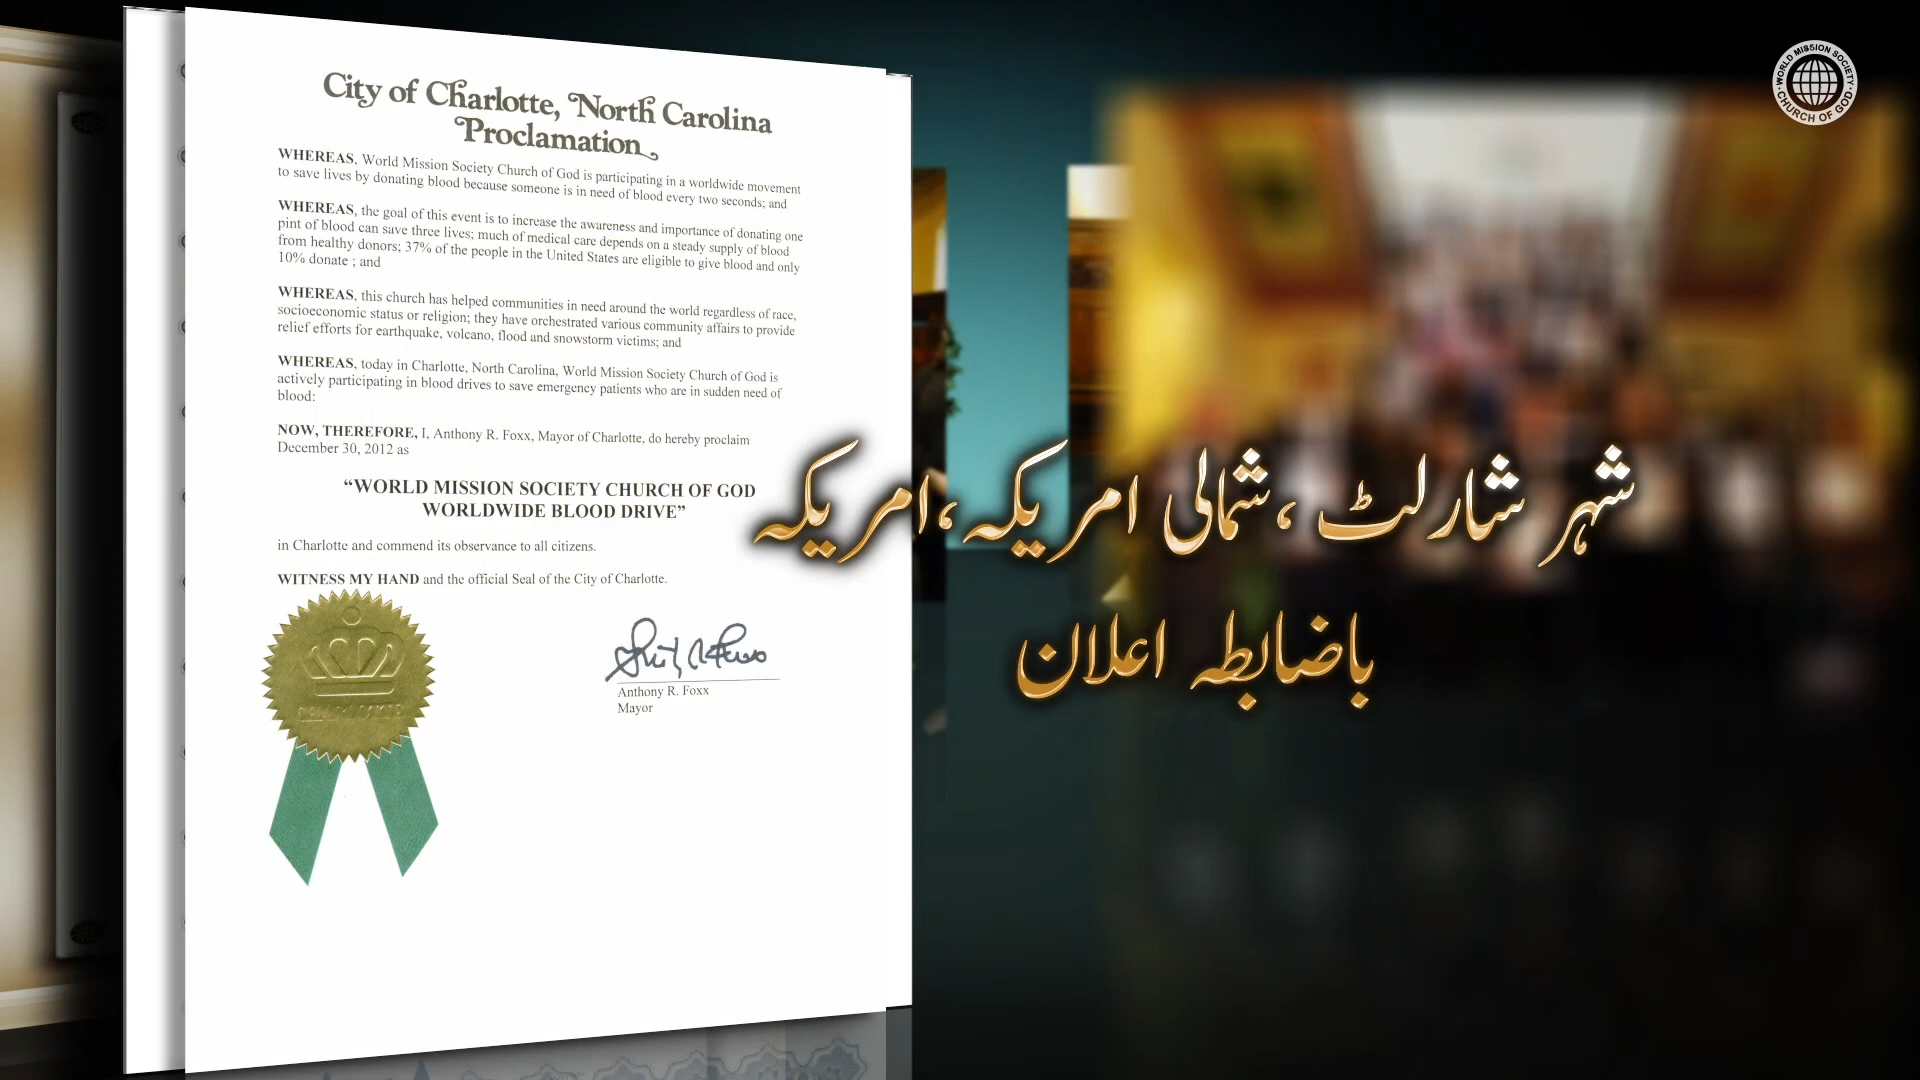 City of Charlotte, North Carolina
Proclamation
WHEREAS, World Mission Society Church of God is participating in a worldwide movement
to save lives by donating blood because someone is in need of blood every two seconds; and
WHEREAS, the goal of this event is to increase the awareness and importance of donating one
pint of blood can save three lives; much of medical care depends on a steady supply of blood
from healthy donors; 37% of the people in the United States are eligible to give blood and only
10% donate ; and
WHEREAS, this church has helped communities in need around the world regardless of race,
socioeconomic status or religion; they have orchestrated various community affairs to provide
relief efforts for earthquake, volcano, flood and snowstorm victims; and
WHEREAS, today in Charlotte, North Carolina, World Mission Society Church of God is
actively participating in blood drives to save emergency patients who are in sudden need of
blood:
NOW, THEREFORE, I, Anthony R. Foxx, Mayor of Charlotte, do hereby proclaim
December 30, 2012 as
“WORLD MISSION SOCIETY CHURCH OF GOD
WORLDWIDE BLOOD DRIVE”
in Charlotte and commend its observance to all citizens.
WITNESS MY HAND and the official Seal of the City of Charlotte.
Anthony R. Foxx
Mayor
شہر شارلٹ ،شمالی امریکہ،امریکہ
باضابطہ اعلان
WORLD MISSION SOCIETY
CHURCH OF GOD